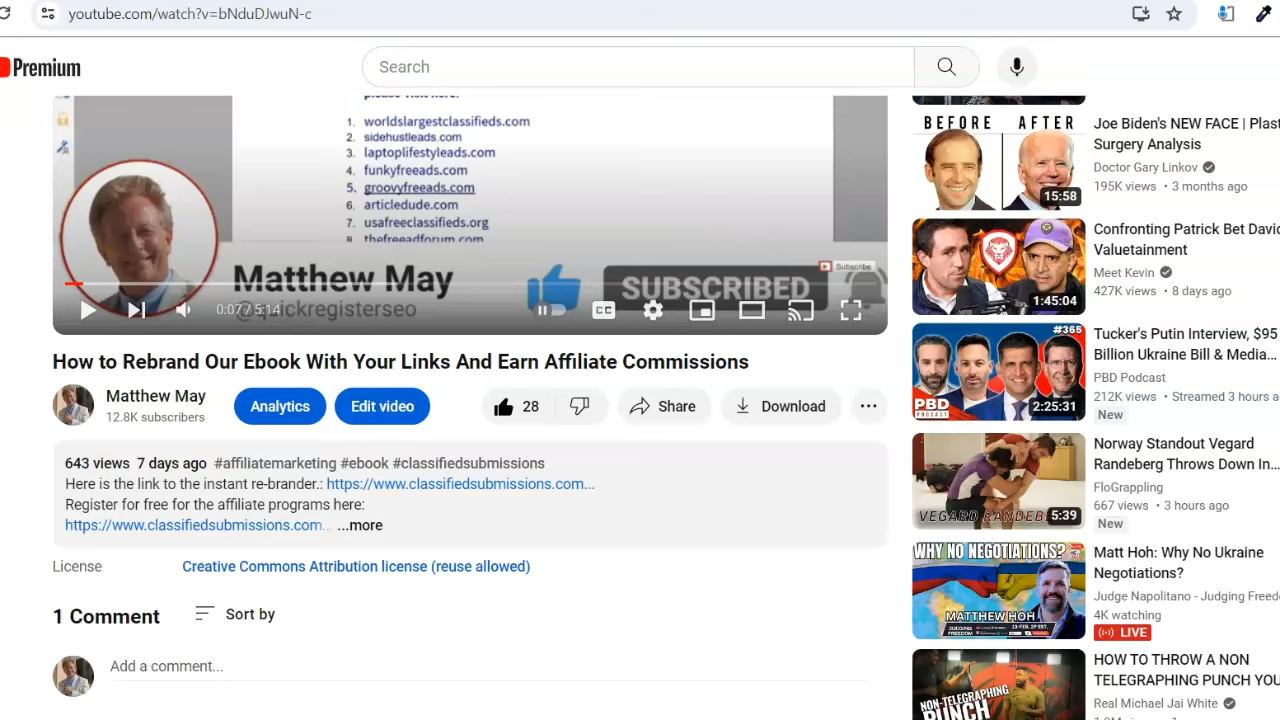 youtube.com/watch?v=bNduDJwuN-c
Premium
Search
please visit here:
1. worldslargestclassifieds.com
2. sidehustleads.com
3. laptoplifestyleads.com
4. funkyfreeads.com
5. groovyfreeads.com
6. articledude.com
7. usafreeclassifieds.org
8 thefreeadforum.com
Matthew May
@quickregisterseo
SUBSCRIBED
Subscribe
0:07 / 5:14
CC
How to Rebrand Our Ebook With Your Links And Earn Affiliate Commissions
Matthew May
12.8K subscribers
Analytics
Edit video
28
Share
Download
643 views 7 days ago #affiliatemarketing #ebook #classifiedsubmissions
Here is the link to the instant re-brander.: https://www.classifiedsubmissions.com...
Register for free for the affiliate programs here:
https://www.classifiedsubmissions.com... ...more
License
Creative Commons Attribution license (reuse allowed)
1 Comment
Sort by
Add a comment...
BEFORE AFTER
15:58
Joe Biden's NEW FACE | Plast
Surgery Analysis
Doctor Gary Linkov
195K views • 3 months ago
1:45:04
Confronting Patrick Bet David
Valuetainment
Meet Kevin
427K views • 8 days ago
#365
PBD
PODCAST
2:25:31
Tucker's Putin Interview, $95
Billion Ukraine Bill & Media...
PBD Podcast
212K views • Streamed 3 hours a
New
VEGARD RANDEB
5:39
Norway Standout Vegard
Randeberg Throws Down In...
FloGrappling
667 views • 3 hours ago
New
WHY NO NEGOTIATIONS?
MATTHEW HOH
JUDGING
FREEDOM
Matt Hoh: Why No Ukraine
Negotiations?
Judge Napolitano - Judging Freed
4K watching
LIVE
NON-TELEGRAPHING
PUNCH
HOW TO THROW A NON
TELEGRAPHING PUNCH YOU
Real Michael Jai White